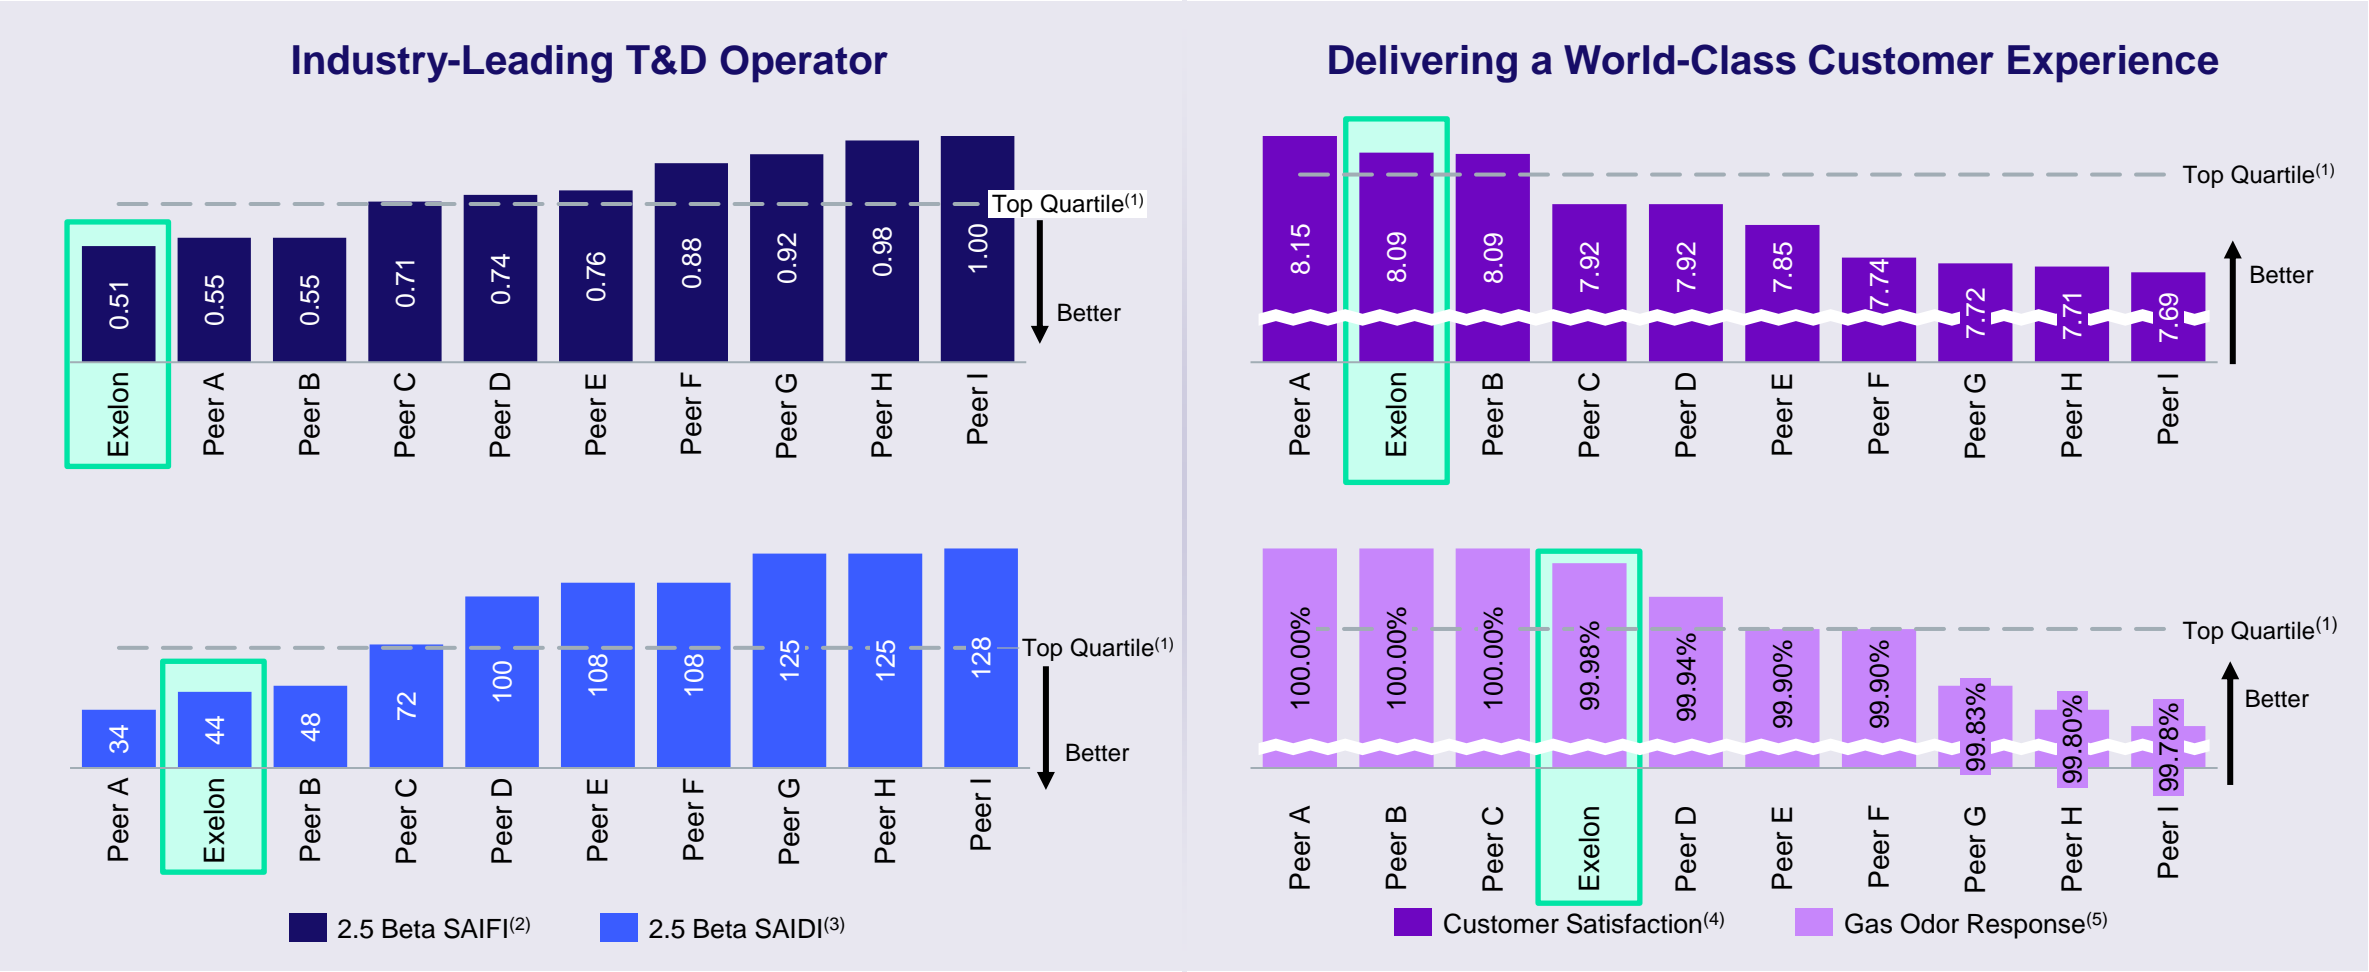 Industry-Leading T&D Operator
0.51
0.55
0.55
0.71
0.74
0.76
0.88
0.92
0.98
1.00
Top Quartile(1)
Better
Exelon
Peer A
Peer B
Peer C
Peer D
Peer E
Peer F
Peer G
Peer H
Peer I
34
44
48
72
100
108
108
125
125
128
Top Quartile(1)
Better
Peer A
Exelon
Peer B
Peer C
Peer D
Peer E
Peer F
Peer G
Peer H
Peer I
2.5 Beta SAIFI(2)
2.5 Beta SAIDI(3)
Delivering a World-Class Customer Experience
8.15
8.09
8.09
7.92
7.92
7.85
7.74
7.72
7.71
7.69
Top Quartile(1)
Better
Peer A
Exelon
Peer B
Peer C
Peer D
Peer E
Peer F
Peer G
Peer H
Peer I
100.00%
100.00%
100.00%
99.98%
99.94%
99.90%
99.90%
99.83%
99.80%
99.78%
Top Quartile(1)
Better
Peer A
Peer B
Peer C
Exelon
Peer D
Peer E
Peer F
Peer G
Peer H
Peer I
Customer Satisfaction(4)
Gas Odor Response(5)